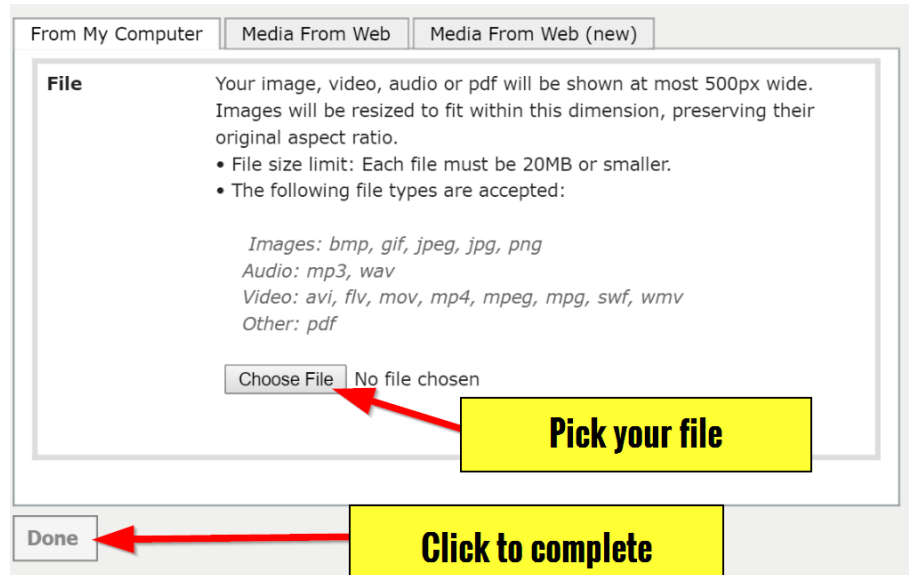 From My Computer
Media From Web
Media From Web (new)
File
Your image, video, audio or pdf will be shown at most 500px wide.
Images will be resized to fit within this dimension, preserving their
original aspect ratio.
• File size limit: Each file must be 20MB or smaller.
• The following file types are accepted:
Images: bmp, gif, jpeg, jpg, png
Audio: mp3, wav
Video: avi, flv, mov, mp4, mpeg, mpg, swf, wmv
Other: pdf
Choose File No file chosen
Pick your file
Done
Click to complete